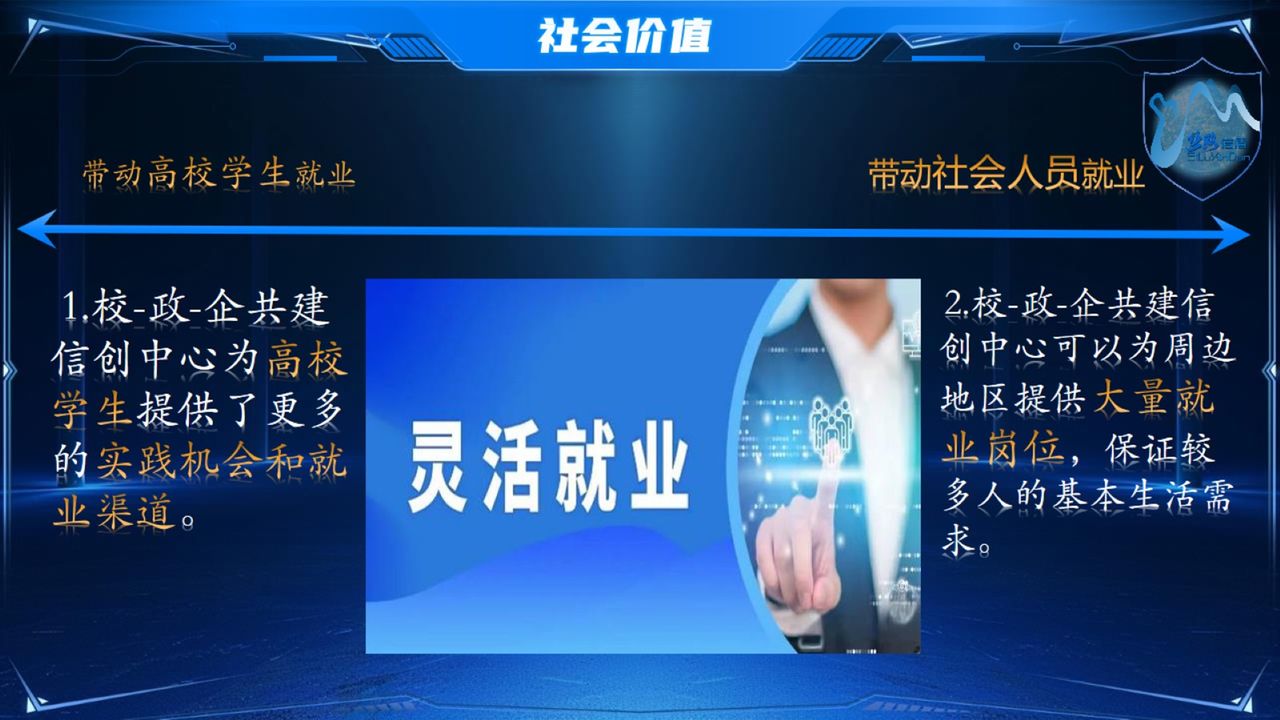 社会价值
带动高校学生就业
带动社会人员就业
1.校-政-企共建
信创中心为高校
学生提供了更多
的实践机会和就
业渠道。
灵活就业
2.校-政-企共建信
创中心可以为周边
地区提供大量就
业岗位，保证较
多人的基本生活需
求。